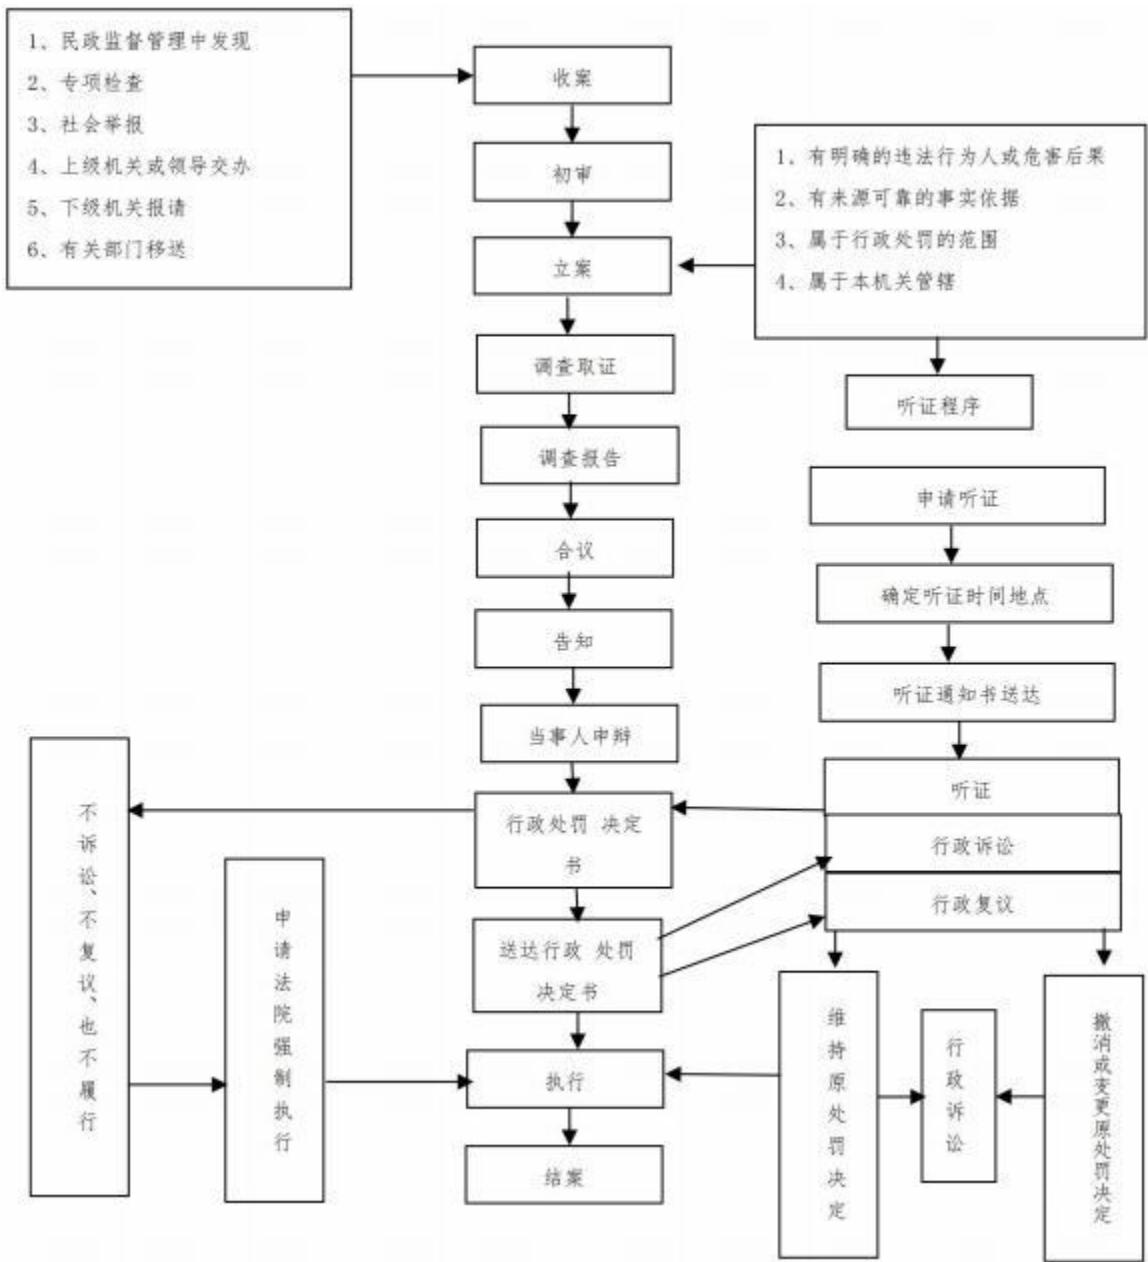 1、民政监督管理中发现
2、专项检查
3、社会举报
4、上级机关或领导交办
5、下级机关报请
6、有关部门移送
收案
初审
立案
1、有明确的违法行为人或危害后果
2、有来源可靠的事实依据
3、属于行政处罚的范围
4、属于本机关管辖
调查取证
听证程序
调查报告
申请听证
合议
确定听证时间地点
告知
听证通知书送达
当事人申辩
听证
行政处罚 决定
书
行政诉讼
行政复议
送达行政 处罚
决定书
不诉讼、不复议、也不履行
申请法院强制执行
执行
结案
维持原处罚决定
行政诉讼
撤消或变更原处罚决定